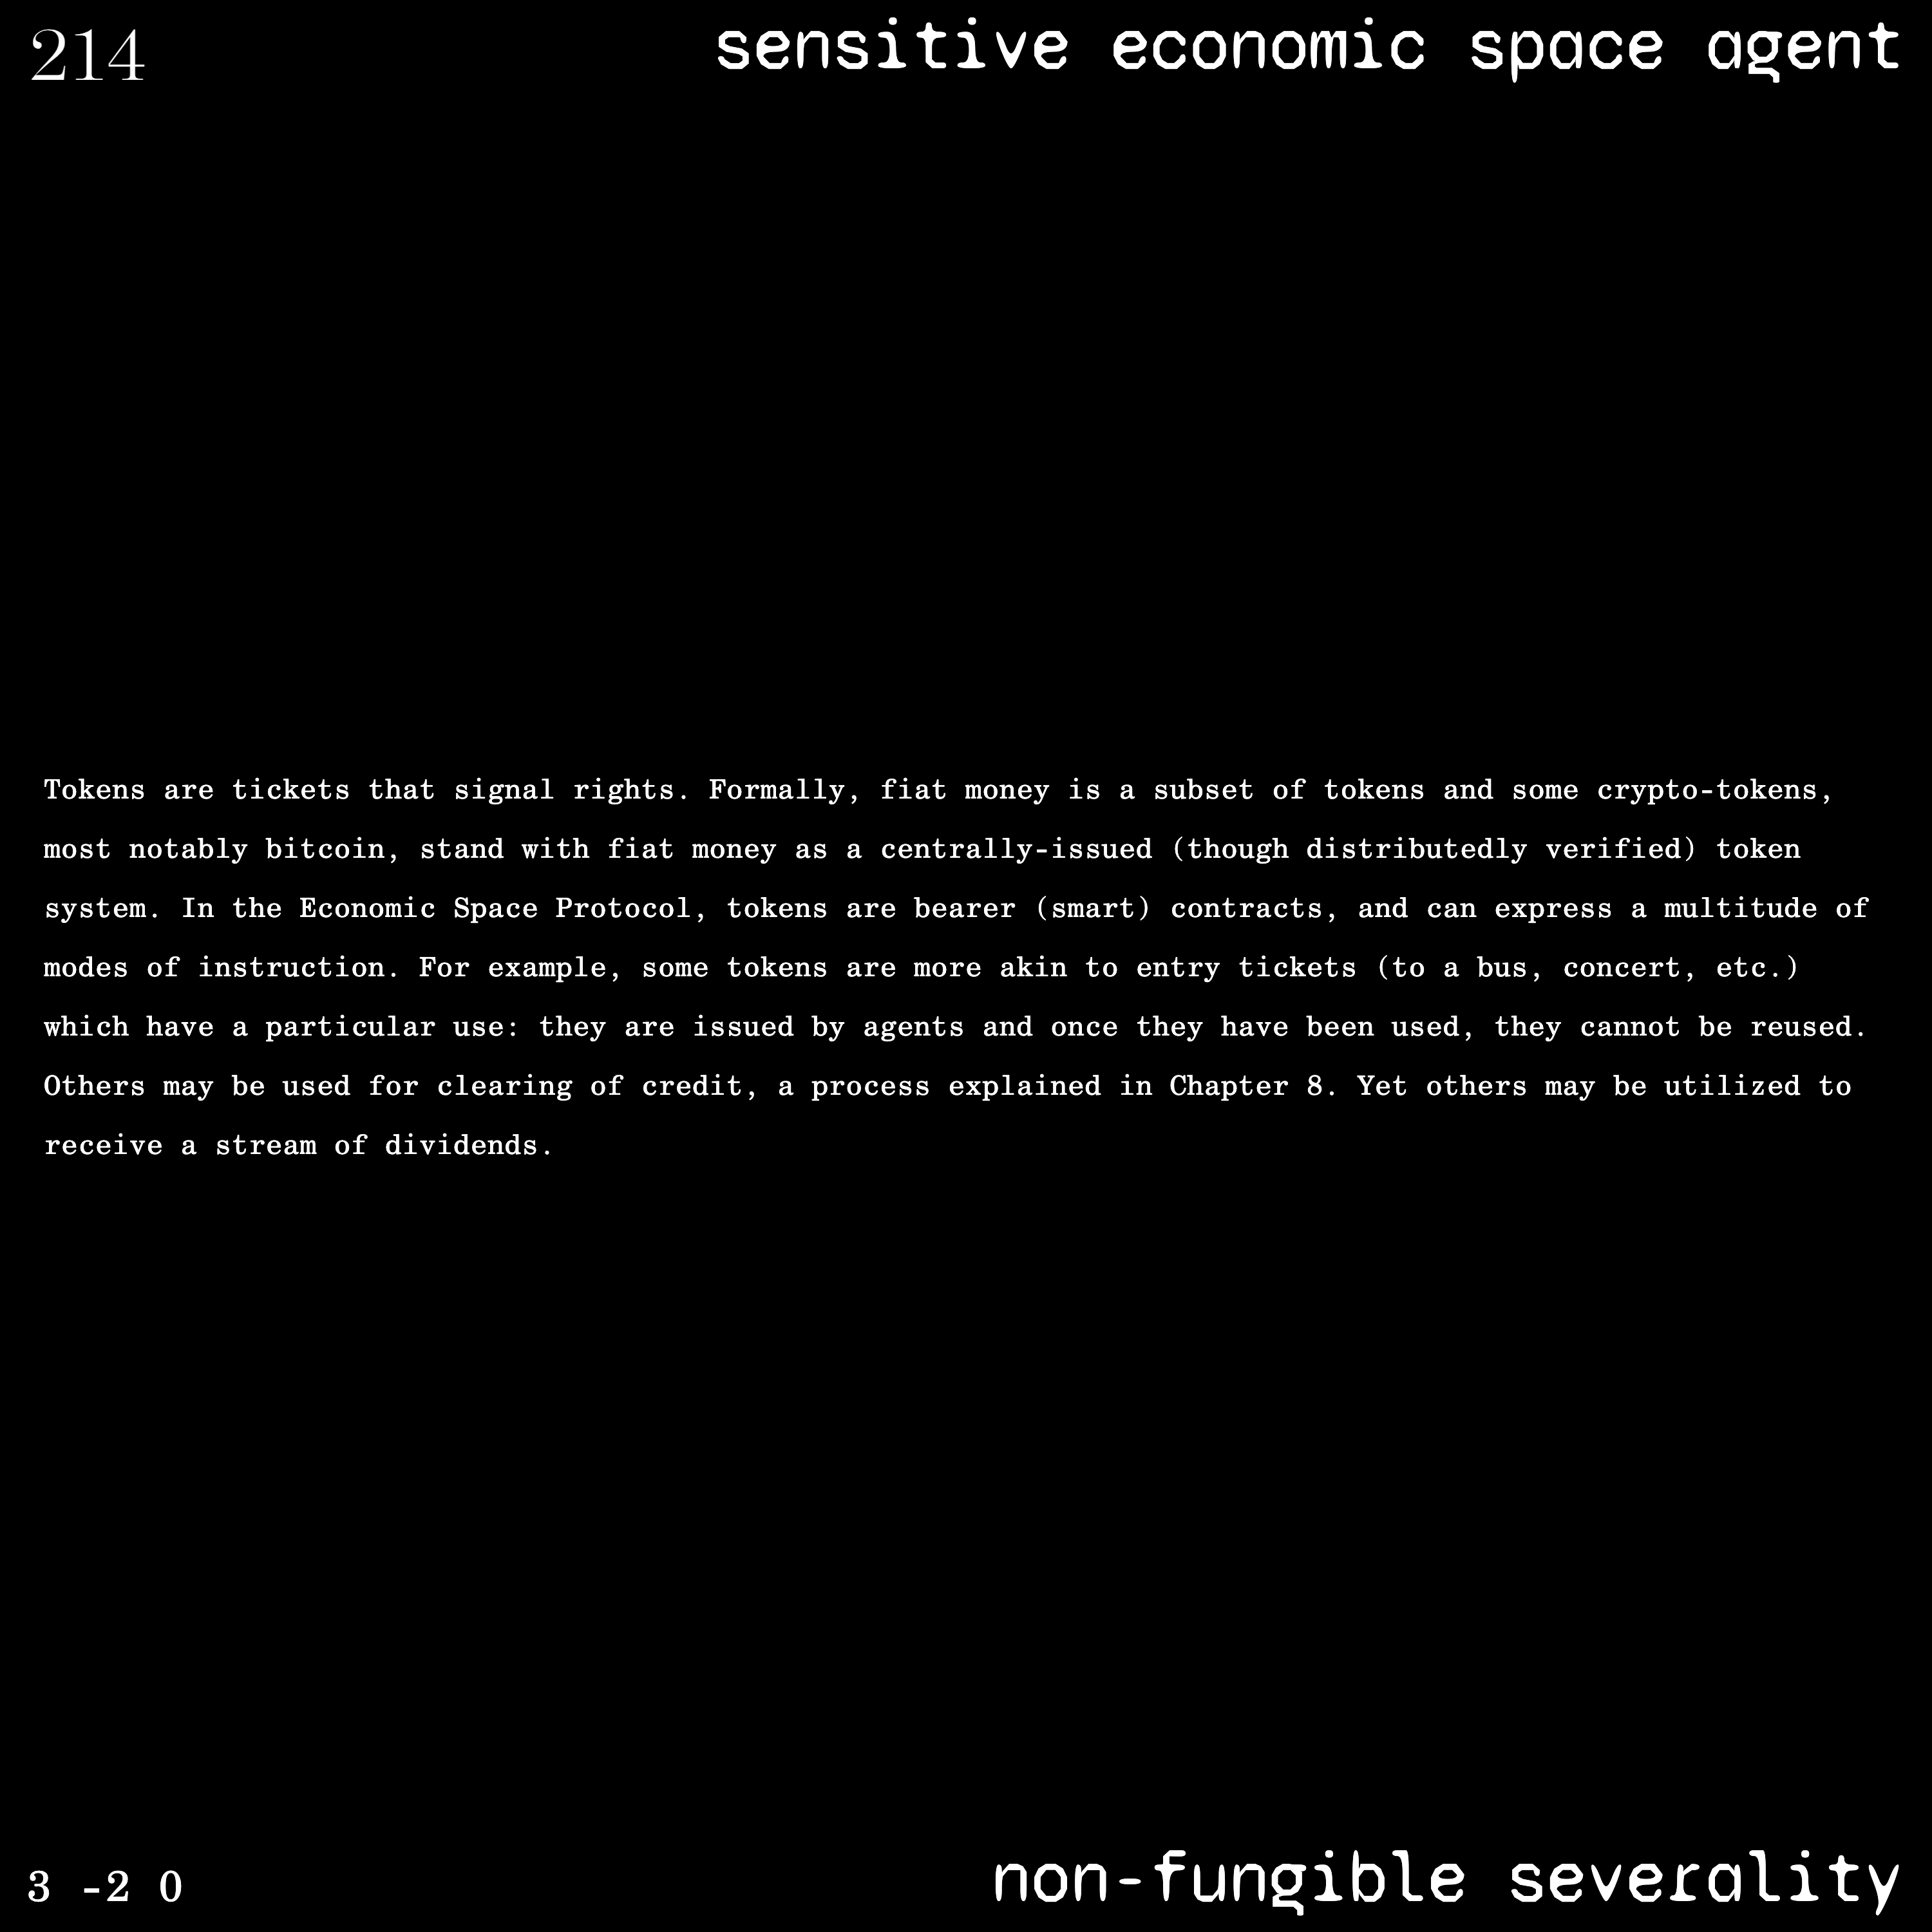 214
sensitive economic space agent
Tokens are tickets that signal rights. Formally, fiat money is a subset of tokens and some crypto-tokens,
most notably bitcoin, stand with fiat money as a centrally-issued (though distributedly verified) token
system. In the Economic Space Protocol, tokens are bearer (smart) contracts, and can express a multitude of
modes of instruction. For example, some tokens are more akin to entry tickets (to a bus, concert, etc.)
which have a particular use: they are issued by agents and once they have been used, they cannot be reused.
Others may be used for clearing of credit, a process explained in Chapter 8. Yet others may be utilized to
receive a stream of dividends.
3 -2 0
non-fungible severality